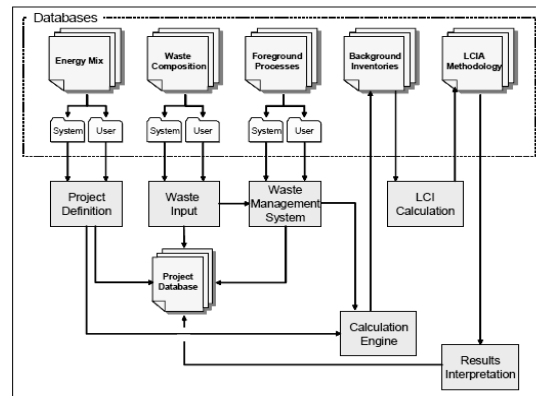 Databases
Energy Mix
Waste
Composition
Foreground
Processes
Background
Inventories
LCIA
Methodology
System
User
System
User
System
User
Project
Definition
Waste
Input
Waste
Management
System
LCI
Calculation
Project
Database
Calculation
Engine
Results
Interpretation